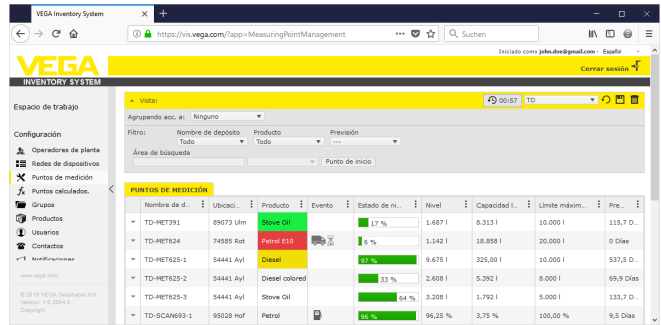 VEGA Inventory System
https://vis.vega.com/?app=MeasuringPointManagement
Suchen
Iniciado como john.doe@gmail.com - Español
VEGA
INVENTORY SYSTEM
Cerrar sesión
Espacio de trabajo
Configuración
Operadores de planta
Redes de dispositivos
Puntos de medición
Puntos calculados.
Grupos
Productos
Usuarios
Contactos
Notificaciones
www.vega.com
© 2018 VEGA Grieshaber KG
Version: 1.5.2004.0
Copyright
Vista:
00:57
TD
Agrupando acc. a: Ninguno
Filtro: Nombre de depósito Producto Previsión
Todo Todo ---
Área de búsqueda
Punto de inicio
PUNTOS DE MEDICIÓN
Nombre de d... Ubicaci... Producto Evento Estado de ni... Nivel Capacidad l... Límite máxim... Pre...
TD-MET391 89073 Ulm Stove Oil 17 % 1.687 l 8.313 l 10.000 l 115,7 D...
TD-MET624 74585 Rot Petrol E10 6 % 1.142 l 18.858 l 20.000 l 0 Días
TD-MET625-1 54441 Ayl Diesel 97 % 9.675 l 325,00 l 10.000 l 537,5 D...
TD-MET625-2 54441 Ayl Diesel colored 33 % 2.608 l 5.392 l 8.000 l 69,9 Días
TD-MET625-3 54441 Ayl Stove Oil 64 % 3.208 l 1.792 l 5.000 l 133,7 D...
TD-SCAN693-1 95028 Hof Petrol 96 % 96,25 % 3,75 % 100,00 % 9,5 Días